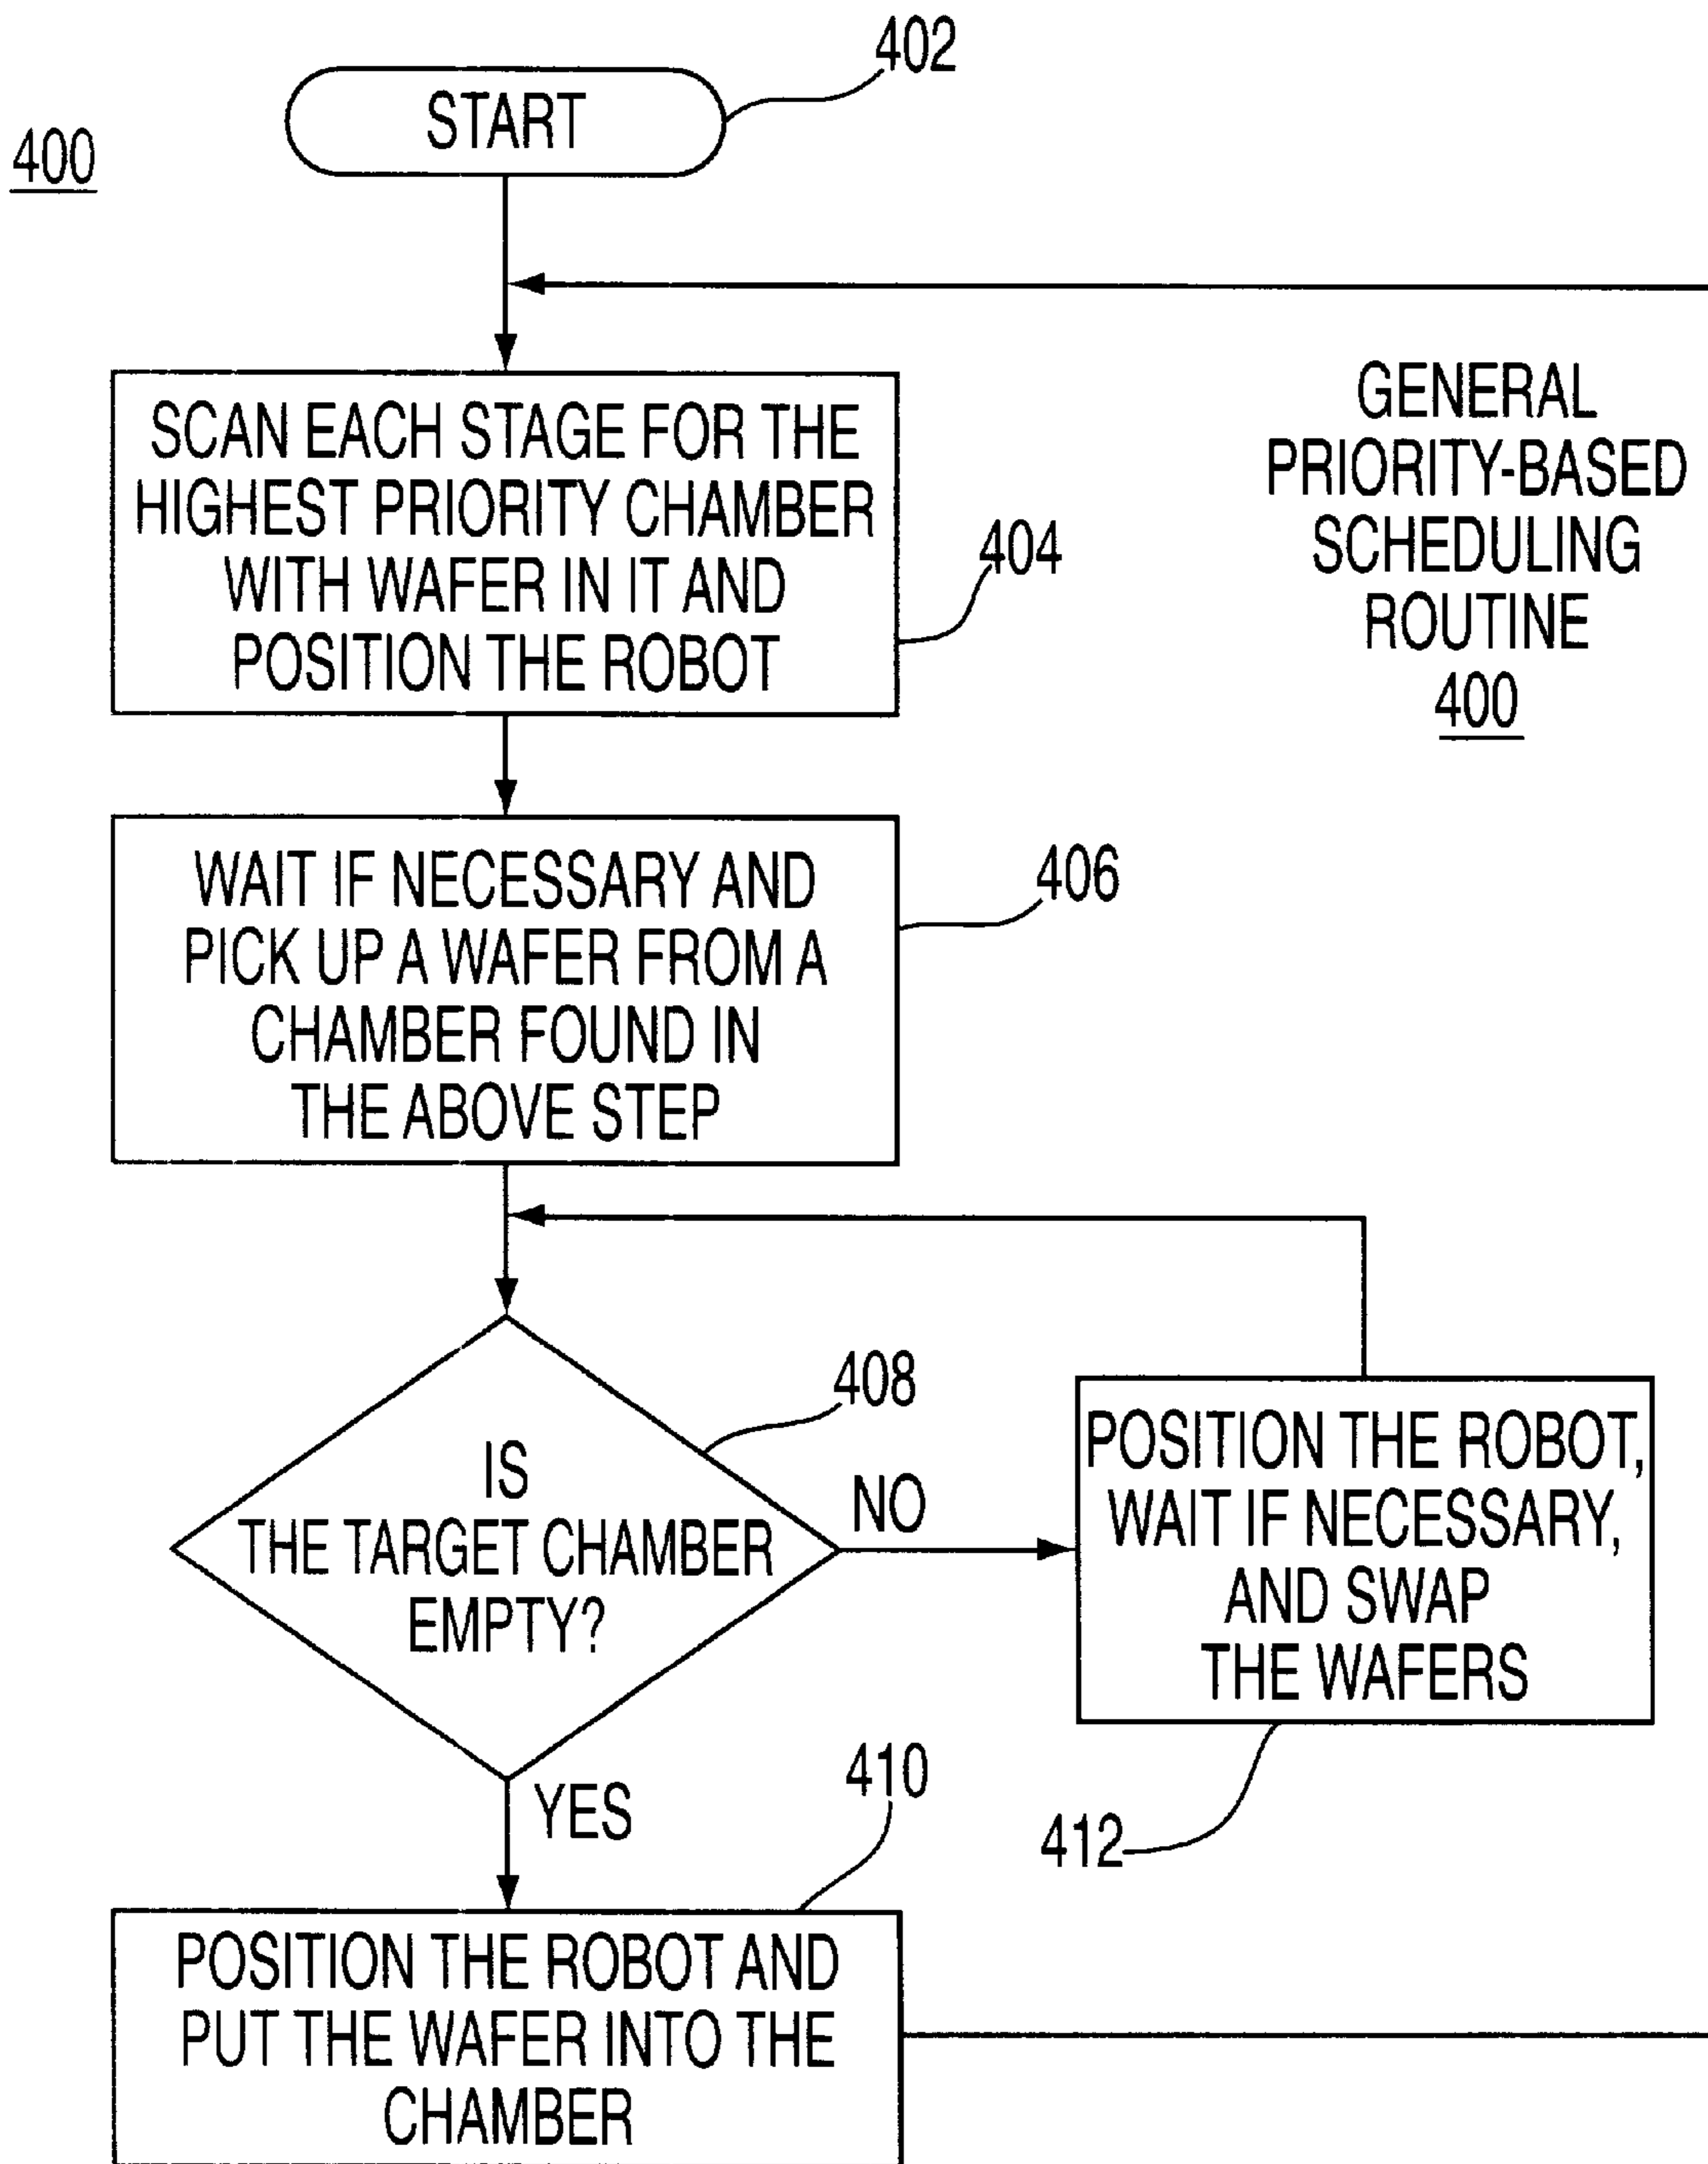 402
START
400
SCAN EACH STAGE FOR THE
HIGHEST PRIORITY CHAMBER
WITH WAFER IN IT AND
POSITION THE ROBOT
404
GENERAL
PRIORITY-BASED
SCHEDULING
ROUTINE
400
WAIT IF NECESSARY AND
PICK UP A WAFER FROM A
CHAMBER FOUND IN
THE ABOVE STEP
406
408
IS
THE TARGET CHAMBER
EMPTY?
NO
POSITION THE ROBOT,
WAIT IF NECESSARY,
AND SWAP
THE WAFERS
412
YES
410
POSITION THE ROBOT AND
PUT THE WAFER INTO THE
CHAMBER